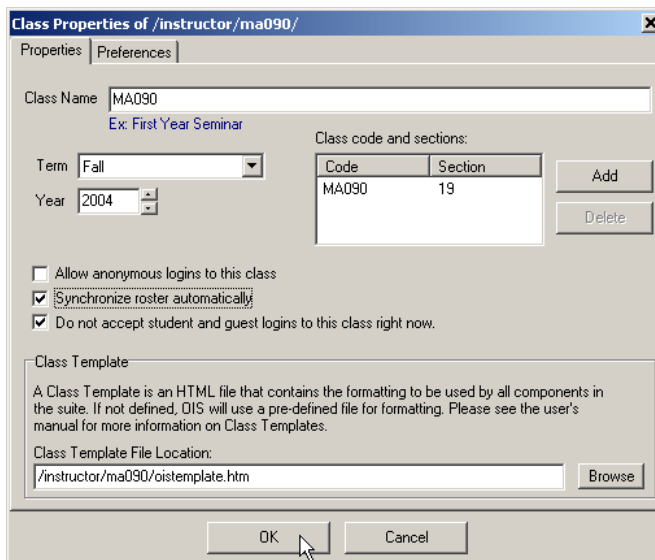 Class Properties of /instructor/ma090/
Properties Preferences
Class Name MA090
Ex: First Year Seminar
Class code and sections:
Term Fall
Code Section
MA090 19
Add
Year 2004
Delete
Allow anonymous logins to this class
Synchronize roster automatically
Do not accept student and guest logins to this class right now.
Class Template
A Class Template is an HTML file that contains the formatting to be used by all components in
the suite. If not defined, OIS will use a pre-defined file for formatting. Please see the user's
manual for more information on Class Templates.
Class Template File Location:
/instructor/ma090/oistemplate.htm Browse
OK Cancel